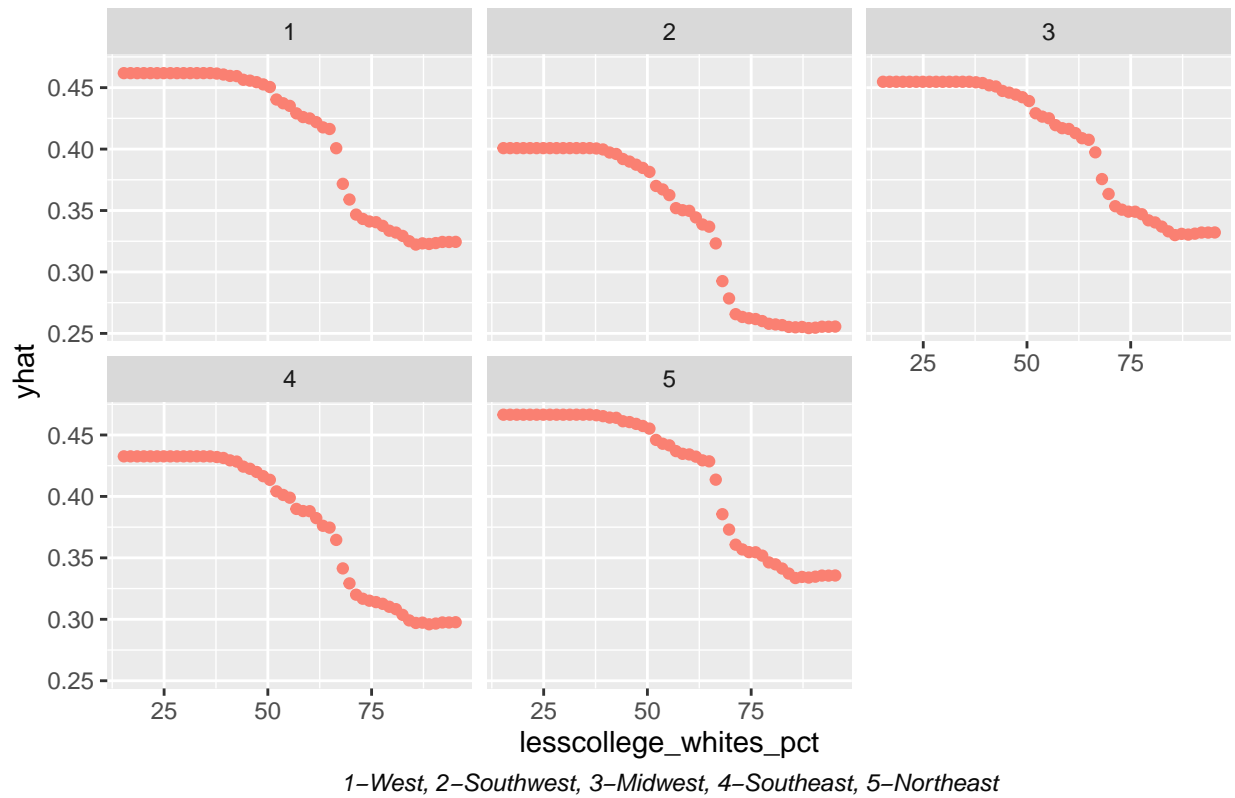 1 2 3
0.45
0.40
0.35
0.30
0.25
25 50 75
4 5
0.45
0.40
0.35
0.30
0.25
25 50 75 25 50 75
yhat
lesscollege_whites_pct
1−West, 2−Southwest, 3−Midwest, 4−Southeast, 5−Northeast